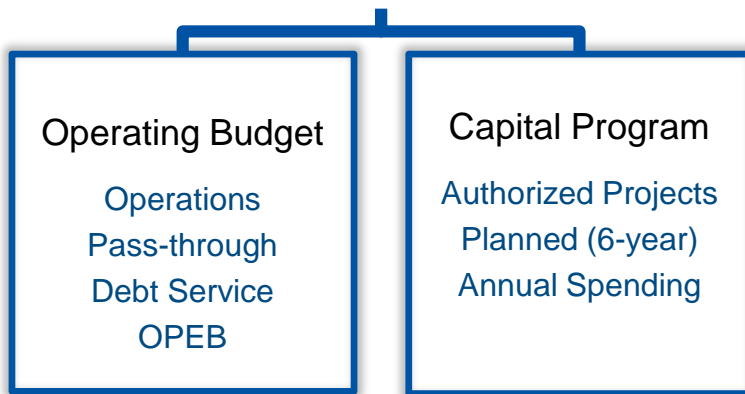 Operating Budget
Operations
Pass-through
Debt Service
OPEB
Capital Program
Authorized Projects
Planned (6-year)
Annual Spending